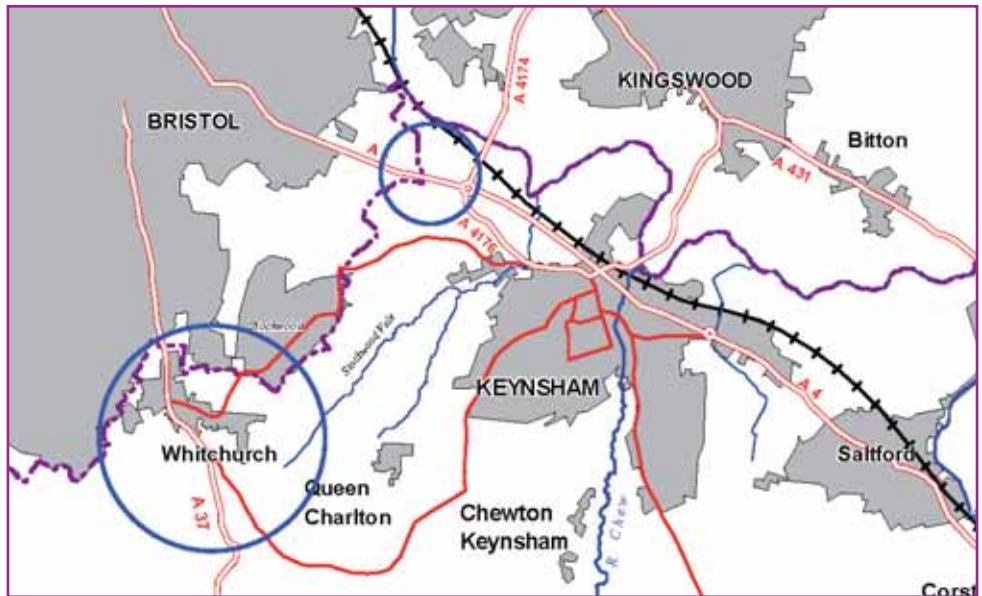 A 4174
KINGSWOOD
BRISTOL
Bitton
A
A 431
A 4176
Stockwood Vale
KEYNSHAM
A 4
Whitchurch
Saltford
A 37
Queen
Charlton
Chewton
Keynsham
R. Chew
Corst